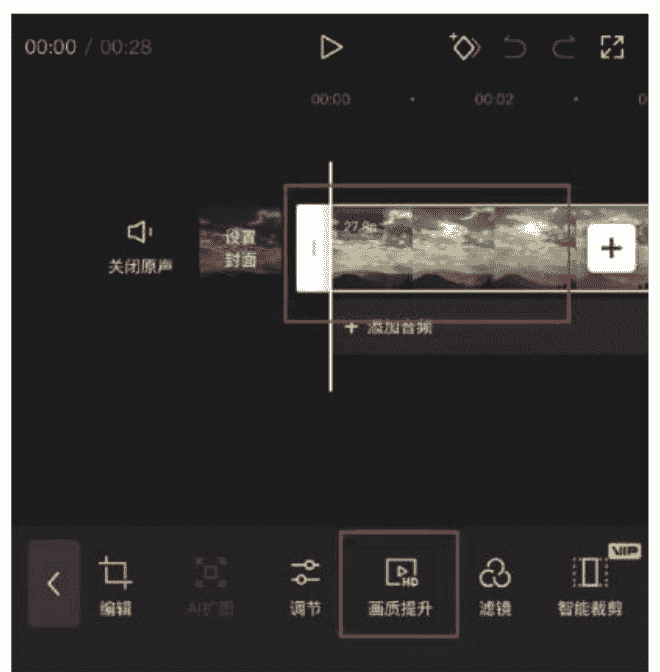 00:00 / 00:28
00:00
00:02
27.8s
关闭原声
设置
封面
+ 添加音频
HD
VIP
编辑
AI扩图
调节
画质提升
滤镜
智能裁剪